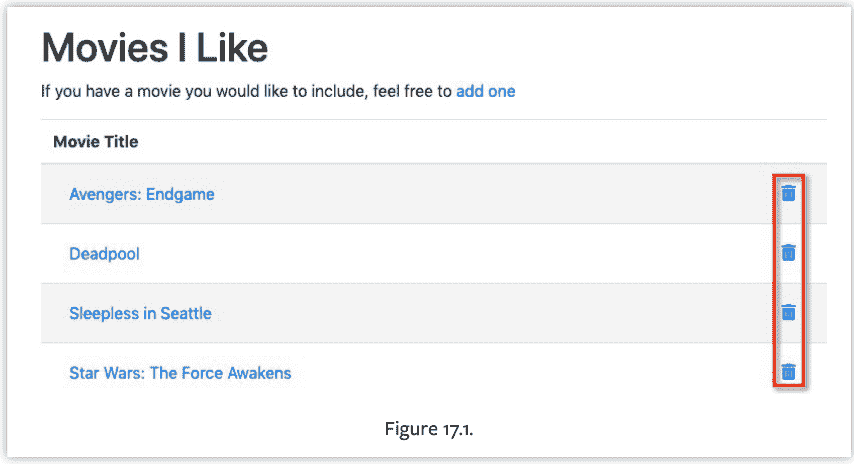 Movies I Like
If you have a movie you would like to include, feel free to add one
Movie Title
Avengers: Endgame
Deadpool
Sleepless in Seattle
Star Wars: The Force Awakens
Figure 17.1.